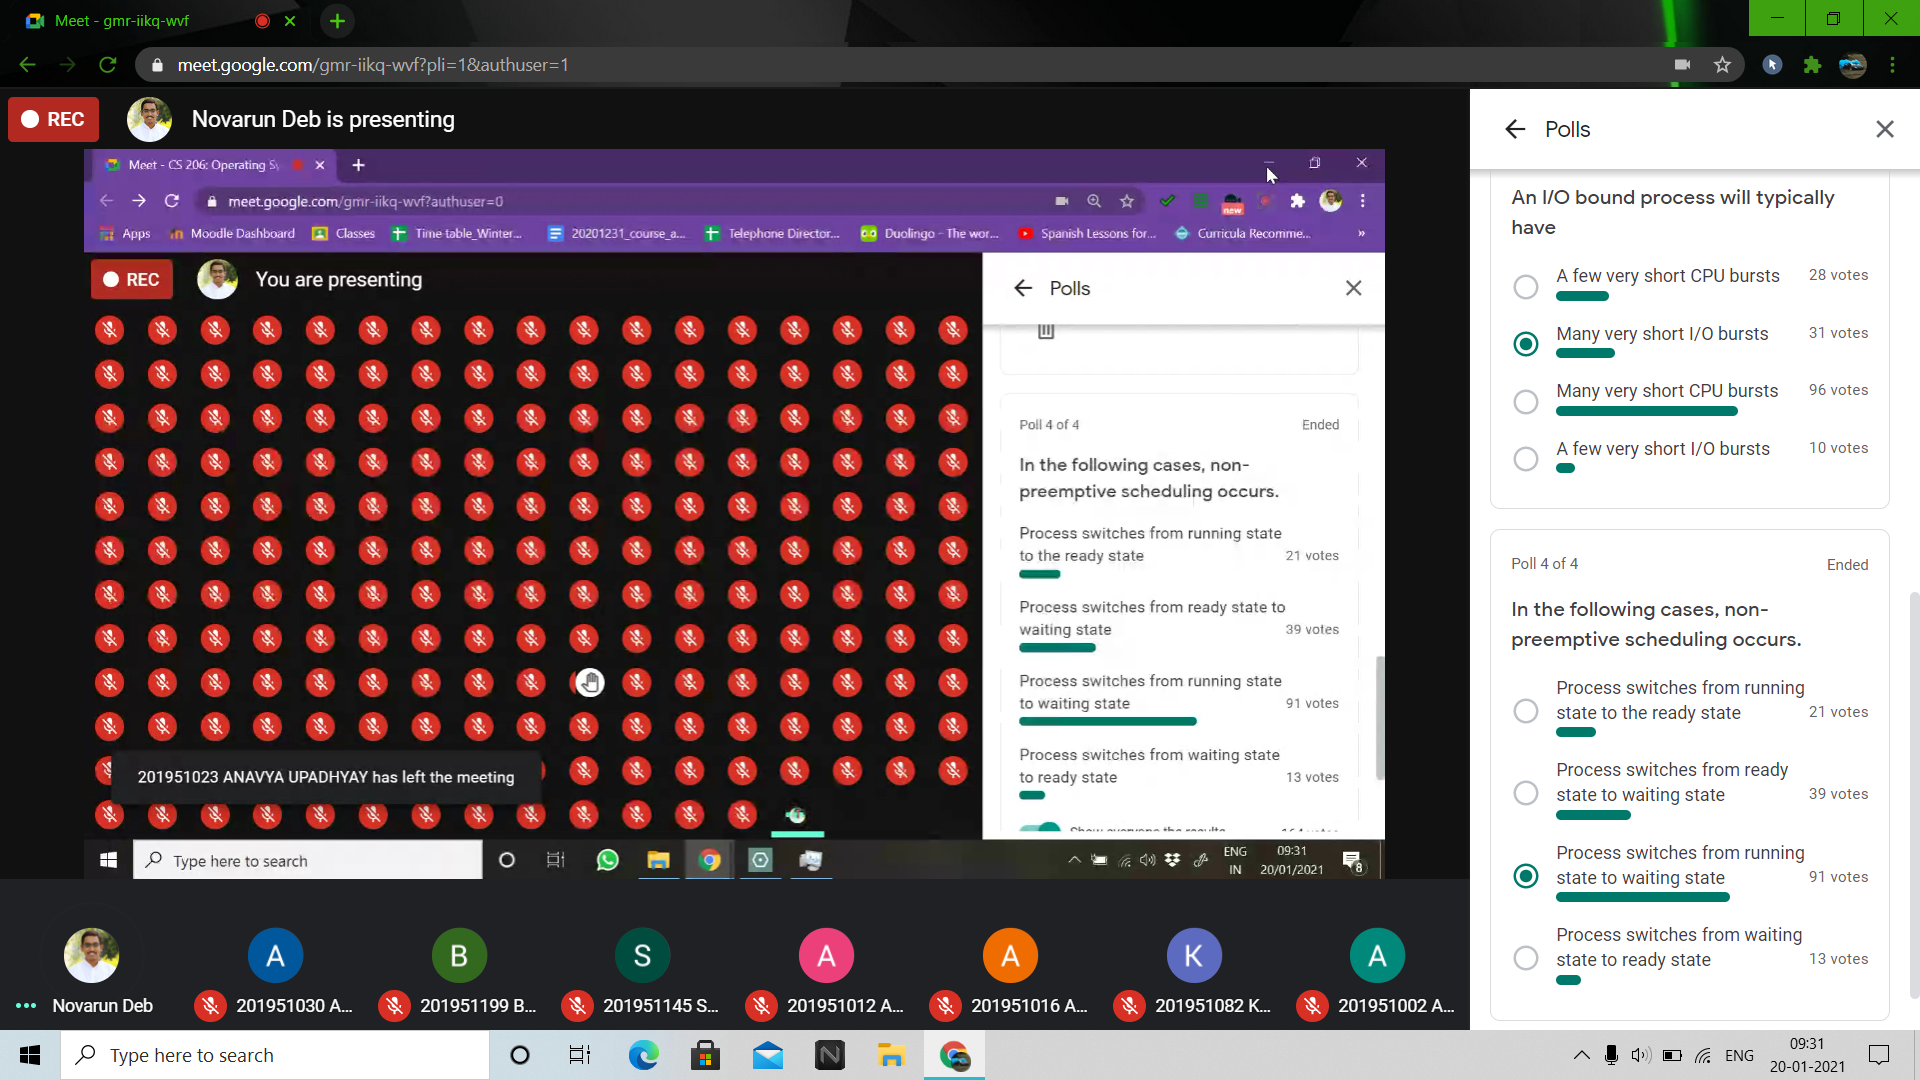 Meet - gmr-iikq-wvf
meet.google.com/gmr-iikq-wvf?pli=1&authuser=1
REC
Novarun Deb is presenting
Meet - CS 206: Operating Sy
meet.google.com/gmr-iikq-wvf?authuser=0
new
Apps
Moodle Dashboard
Classes
Time table_Winter...
20201231_course_a...
Telephone Director...
Duolingo - The wor...
Spanish Lessons for...
Curricula Recomme...
»
REC
You are presenting
Polls
Poll 4 of 4
Ended
In the following cases, non-
preemptive scheduling occurs.
Process switches from running state
to the ready state
21 votes
Process switches from ready state to
waiting state
39 votes
Process switches from running state
to waiting state
91 votes
Process switches from waiting state
to ready state
13 votes
Show everyone the results
164 votes
201951023 ANAVYA UPADHYAY has left the meeting
Type here to search
ENG
IN
09:31
20/01/2021
8
Novarun Deb
A
201951030 A...
B
201951199 B...
S
201951145 S...
A
201951012 A...
A
201951016 A...
K
201951082 K...
A
201951002 A...
Polls
An I/O bound process will typically
have
A few very short CPU bursts
28 votes
Many very short I/O bursts
31 votes
Many very short CPU bursts
96 votes
A few very short I/O bursts
10 votes
Poll 4 of 4
Ended
In the following cases, non-
preemptive scheduling occurs.
Process switches from running
state to the ready state
21 votes
Process switches from ready
state to waiting state
39 votes
Process switches from running
state to waiting state
91 votes
Process switches from waiting
state to ready state
13 votes
Type here to search
N
ENG
09:31
20-01-2021